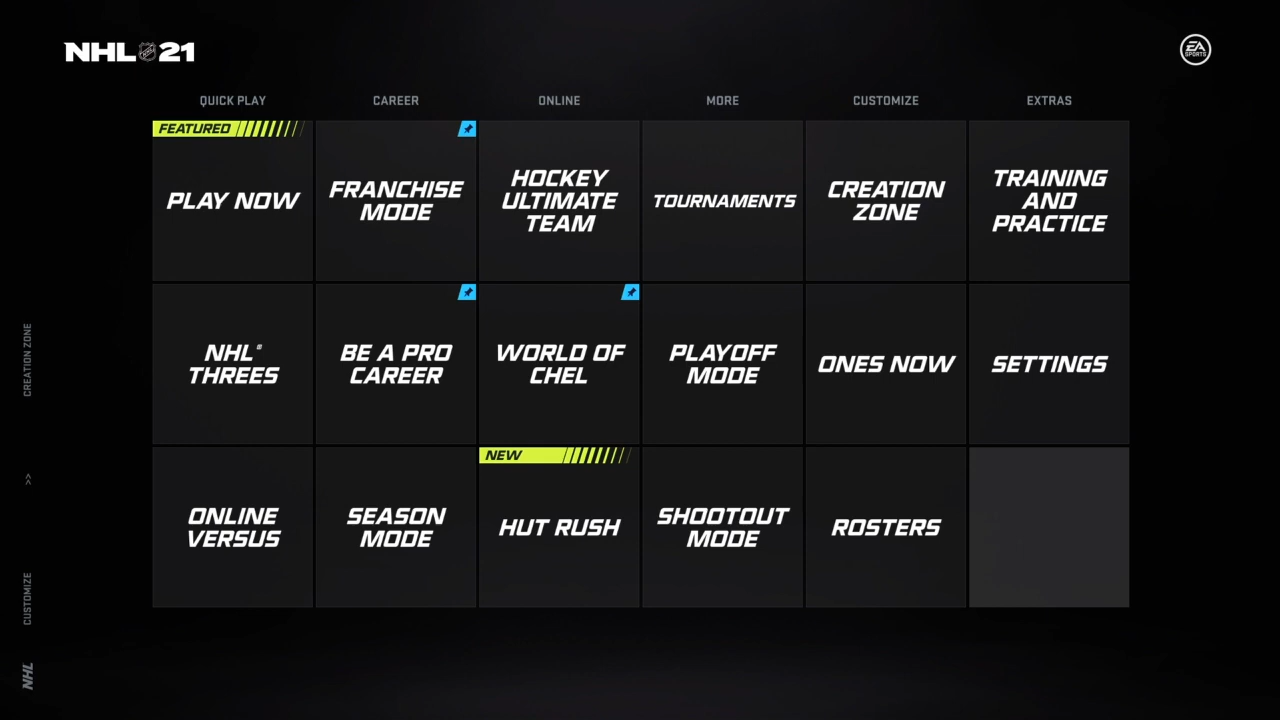 NHL 21
EA
SPORTS
QUICK PLAY
CAREER
ONLINE
MORE
CUSTOMIZE
EXTRAS
FEATURED
PLAY NOW
FRANCHISE
MODE
HOCKEY
ULTIMATE
TEAM
TOURNAMENTS
CREATION
ZONE
TRAINING
AND
PRACTICE
NHL®
THREES
BE A PRO
CAREER
WORLD OF
CHEL
PLAYOFF
MODE
ONES NOW
SETTINGS
ONLINE
VERSUS
SEASON
MODE
NEW
HUT RUSH
SHOOTOUT
MODE
ROSTERS
NHL
CUSTOMIZE
>>
CREATION ZONE